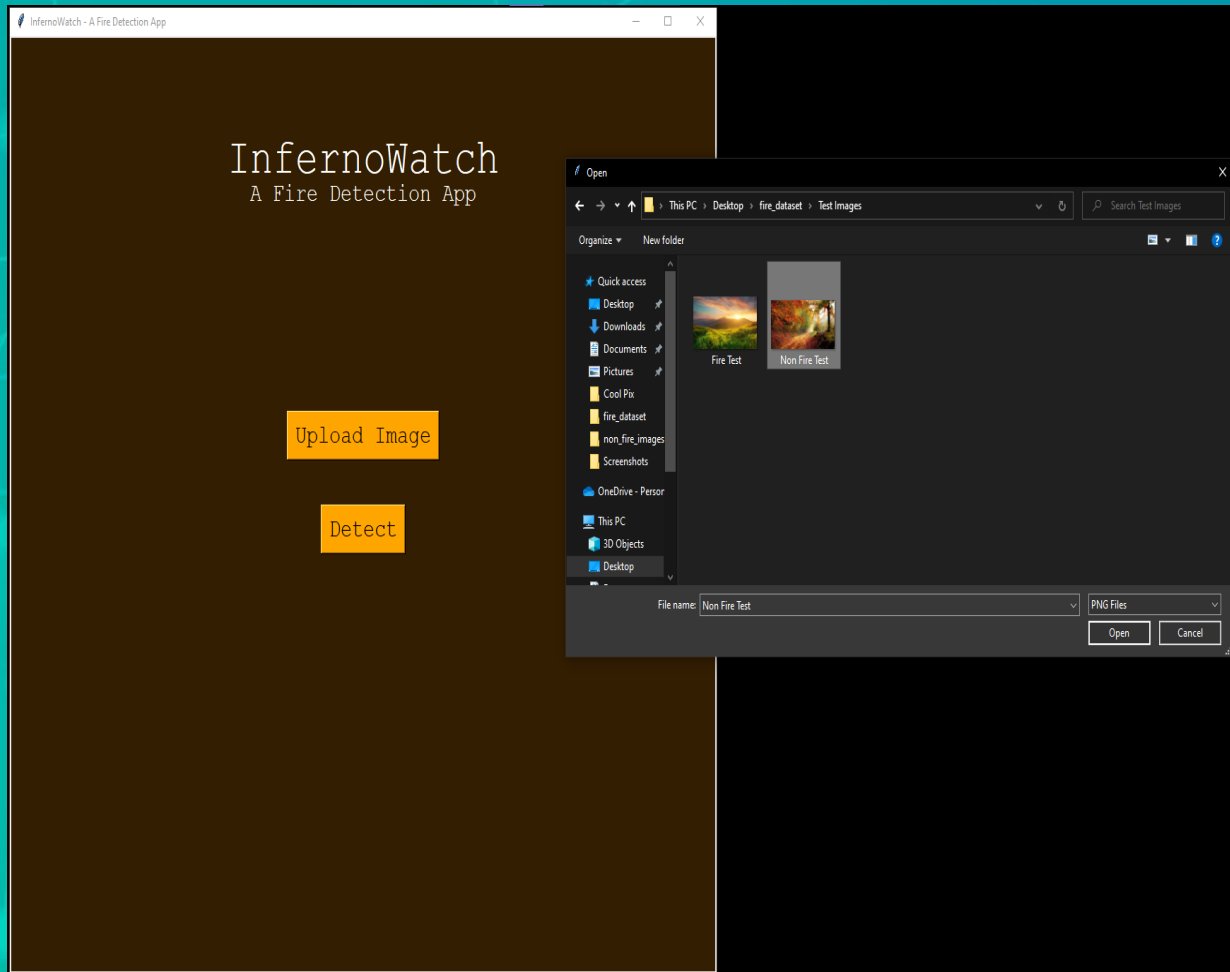 InfernoWatch - A Fire Detection App
InfernoWatch
A Fire Detection App
Upload Image
Detect
Open
This PC > Desktop > fire_dataset > Test Images
Search Test Images
Organize
New folder
Quick access
Desktop
Downloads
Documents
Pictures
Cool Pix
fire_dataset
non_fire_images
Screenshots
OneDrive - Person
This PC
3D Objects
Desktop
Fire Test
Non Fire Test
File name: Non Fire Test
PNG Files
Open
Cancel